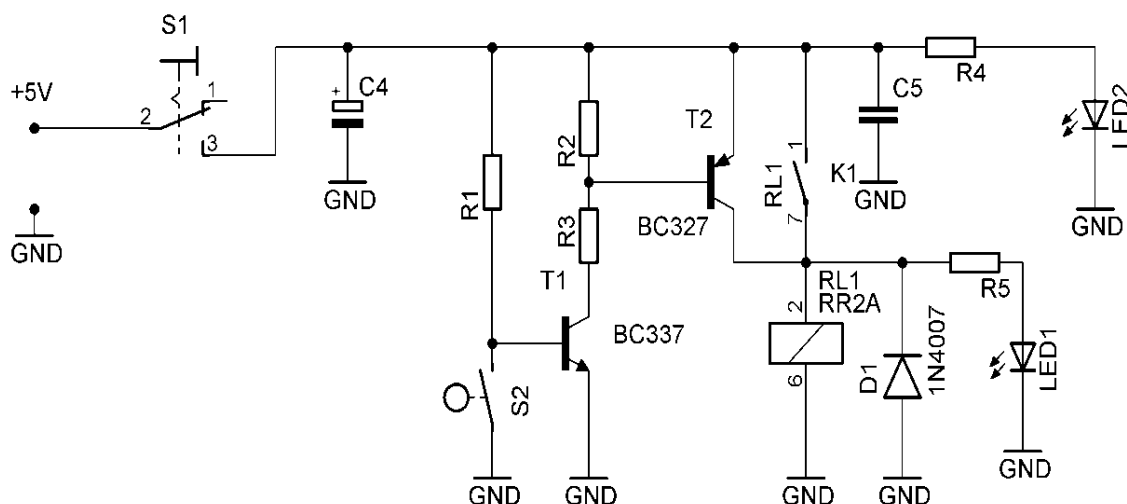 S1
+5V
1
2
3
GND
+
C4
GND
R1
R2
R3
T1
BC337
S2
GND
GND
T2
BC327
1
RL1
7
K1
C5
GND
R4
LED2
GND
RL1
RR2A
2
6
GND
D1
1N4007
GND
R5
LED1
GND